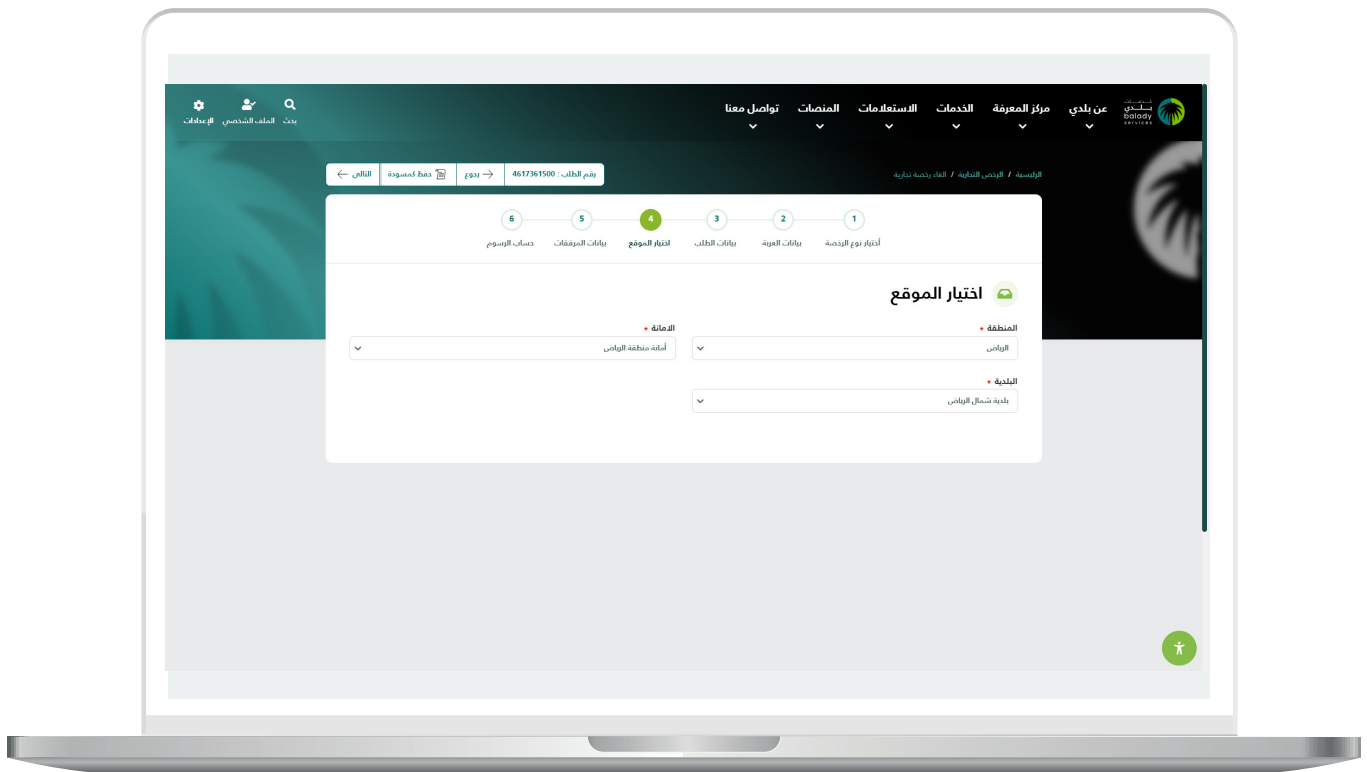 خدمات
بلدي
balady
services
عن بلدي
مركز المعرفة
الخدمات
الاستعلامات
المنصات
تواصل معنا
بحث
الملف الشخصي
الإعدادات
الرئيسية / الرخص التجارية / الغاء رخصة تجارية
رقم الطلب : 4617361500
رجوع
حفظ كمسودة
التالي
1 2 3 4 5 6
أختيار نوع الرخصة
بيانات العربة
بيانات الطلب
اختيار الموقع
بيانات المرفقات
حساب الرسوم
اختيار الموقع
المنطقة •
الرياض
الامانة •
أمانة منطقة الرياض
البلدية •
بلدية شمال الرياض